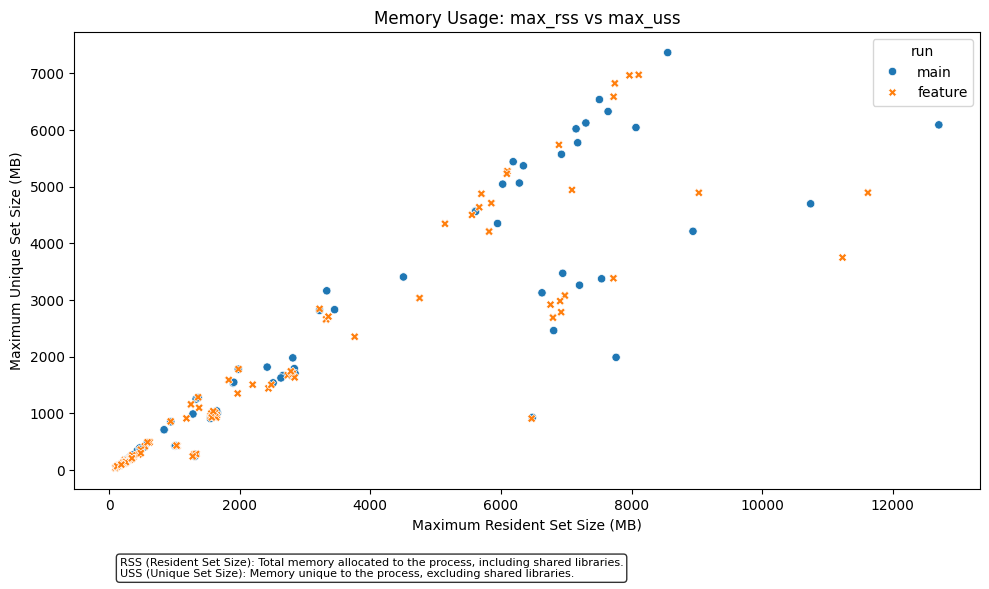 Memory Usage: max_rss vs max_uss
run
main
feature
7000
6000
5000
4000
3000
2000
1000
0
Maximum Unique Set Size (MB)
0
2000
4000
6000
8000
10000
12000
Maximum Resident Set Size (MB)
RSS (Resident Set Size): Total memory allocated to the process, including shared libraries.
USS (Unique Set Size): Memory unique to the process, excluding shared libraries.